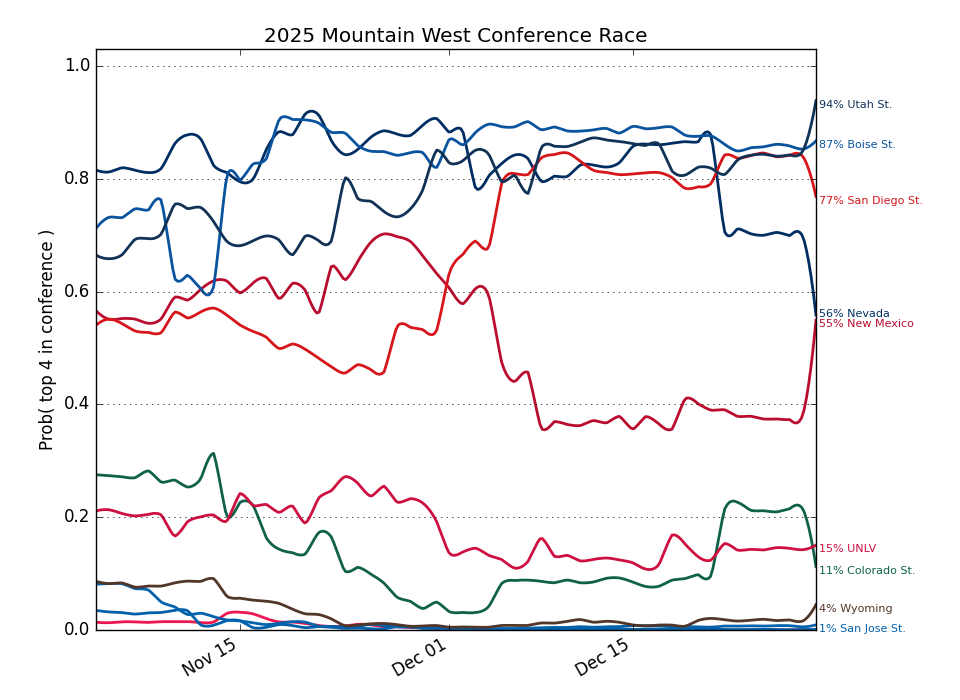 2025 Mountain West Conference Race
Prob( top 4 in conference )
1.0
0.8
0.6
0.4
0.2
0.0
Nov 15
Dec 01
Dec 15
94% Utah St.
87% Boise St.
77% San Diego St.
56% Nevada
55% New Mexico
15% UNLV
11% Colorado St.
4% Wyoming
1% San Jose St.